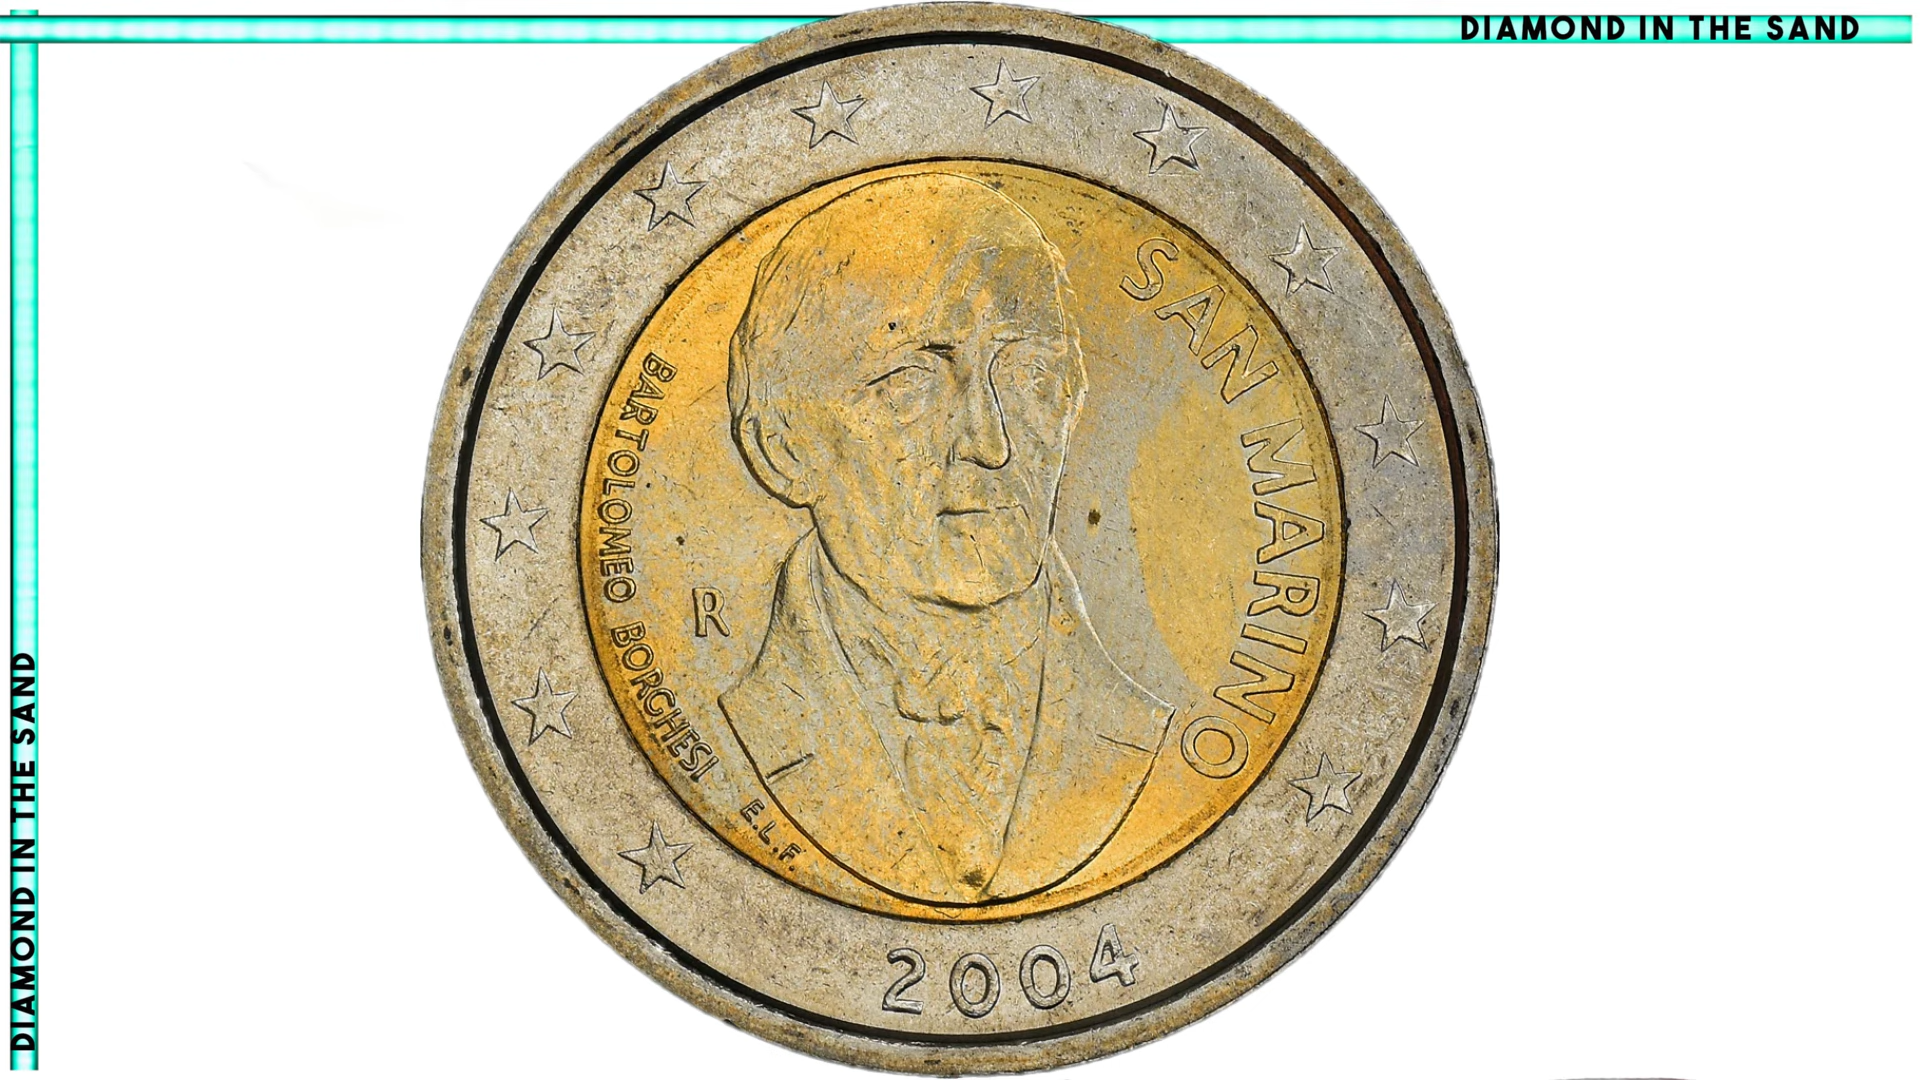 DIAMOND IN THE SAND
SAN MARINO
BARTOLOMEO BORGHESI
R
E.L.F.
2004
DIAMOND IN THE SAND